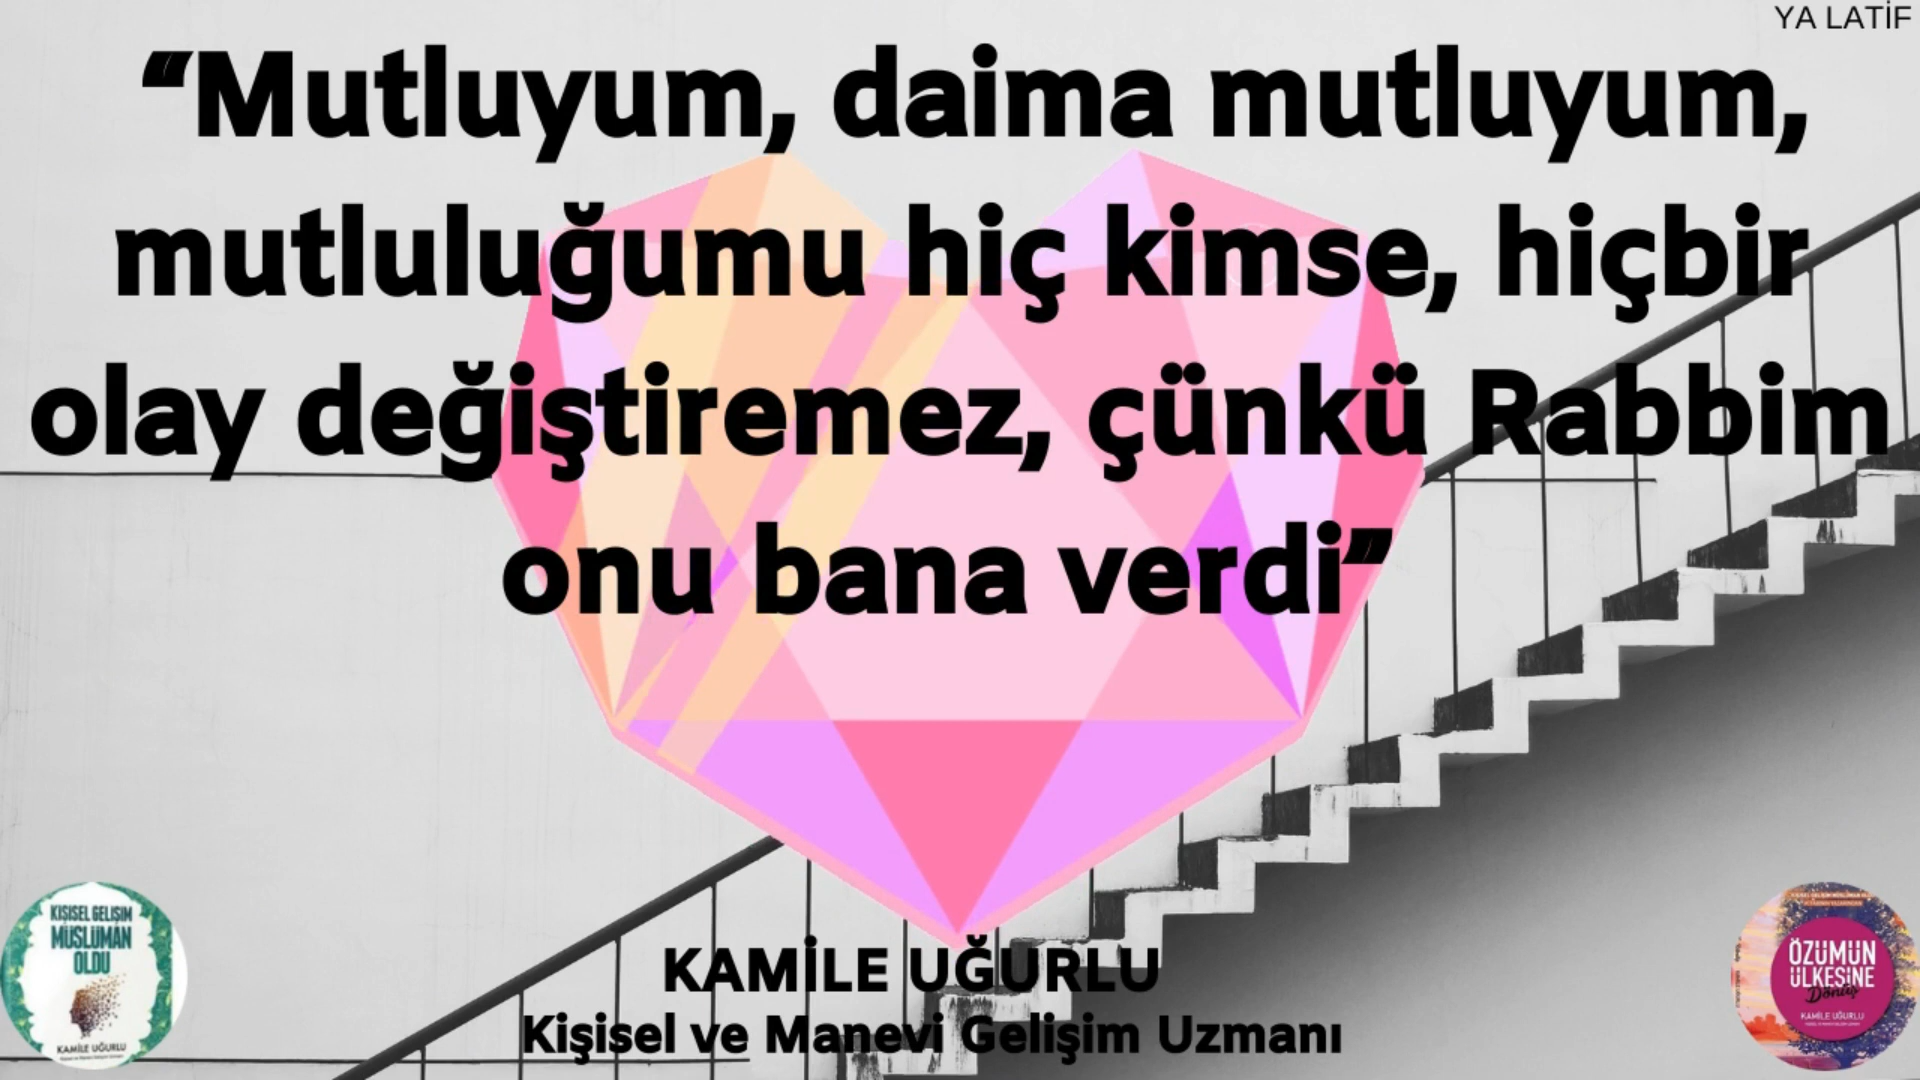 YA LATİF
“Mutluyum, daima mutluyum,
mutluluğumu hiç kimse, hiçbir
olay değiştiremez, çünkü Rabbim
onu bana verdi”
KAMİLE UĞURLU
Kişisel ve Manevi Gelişim Uzmanı
KİŞİSEL GELİŞİM
MÜSLÜMAN
OLDU
KAMİLE UĞURLU
ÖZÜMÜN
ÜLKESİNE
Dönüş
KAMİLE UĞURLU